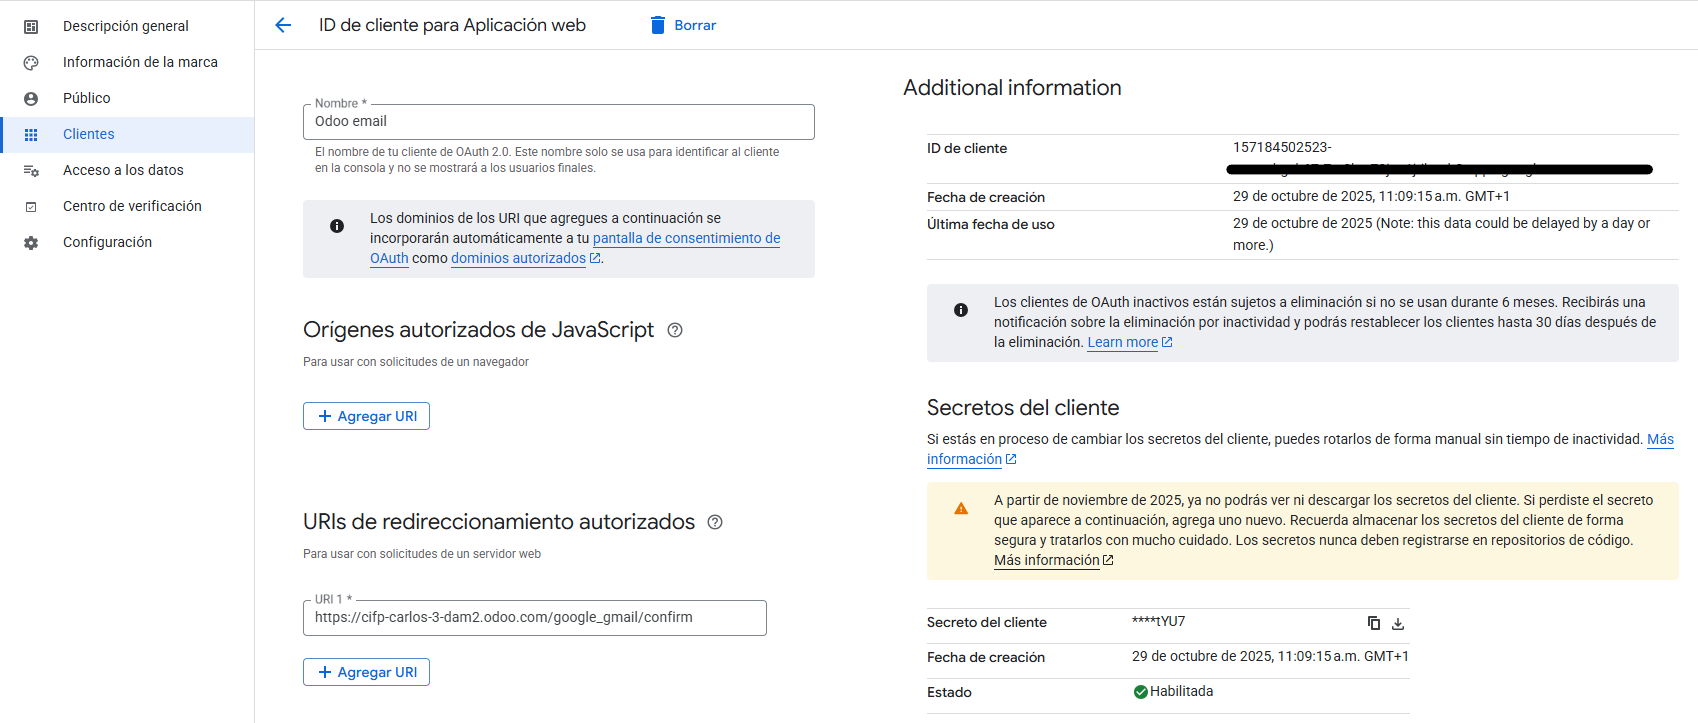 Descripción general
Información de la marca
Público
Clientes
Acceso a los datos
Centro de verificación
Configuración
ID de cliente para Aplicación web
Borrar
Nombre *
Odoo email
El nombre de tu cliente de OAuth 2.0. Este nombre solo se usa para identificar al cliente
en la consola y no se mostrará a los usuarios finales.
Los dominios de los URI que agregues a continuación se
incorporarán automáticamente a tu pantalla de consentimiento de
OAuth como dominios autorizados.
Orígenes autorizados de JavaScript
Para usar con solicitudes de un navegador
Agregar URI
URIs de redireccionamiento autorizados
Para usar con solicitudes de un servidor web
URI 1 *
https://cifp-carlos-3-dam2.odoo.com/google_gmail/confirm
Agregar URI
Additional information
ID de cliente
157184502523-
Fecha de creación
29 de octubre de 2025, 11:09:15 a.m. GMT+1
Última fecha de uso
29 de octubre de 2025 (Note: this data could be delayed by a day or
more.)
Los clientes de OAuth inactivos están sujetos a eliminación si no se usan durante 6 meses. Recibirás una
notificación sobre la eliminación por inactividad y podrás restablecer los clientes hasta 30 días después de
la eliminación. Learn more
Secretos del cliente
Si estás en proceso de cambiar los secretos del cliente, puedes rotarlos de forma manual sin tiempo de inactividad. Más
información
A partir de noviembre de 2025, ya no podrás ver ni descargar los secretos del cliente. Si perdiste el secreto
que aparece a continuación, agrega uno nuevo. Recuerda almacenar los secretos del cliente de forma
segura y tratarlos con mucho cuidado. Los secretos nunca deben registrarse en repositorios de código.
Más información
Secreto del cliente
****tYU7
Fecha de creación
29 de octubre de 2025, 11:09:15 a.m. GMT+1
Estado
Habilitada